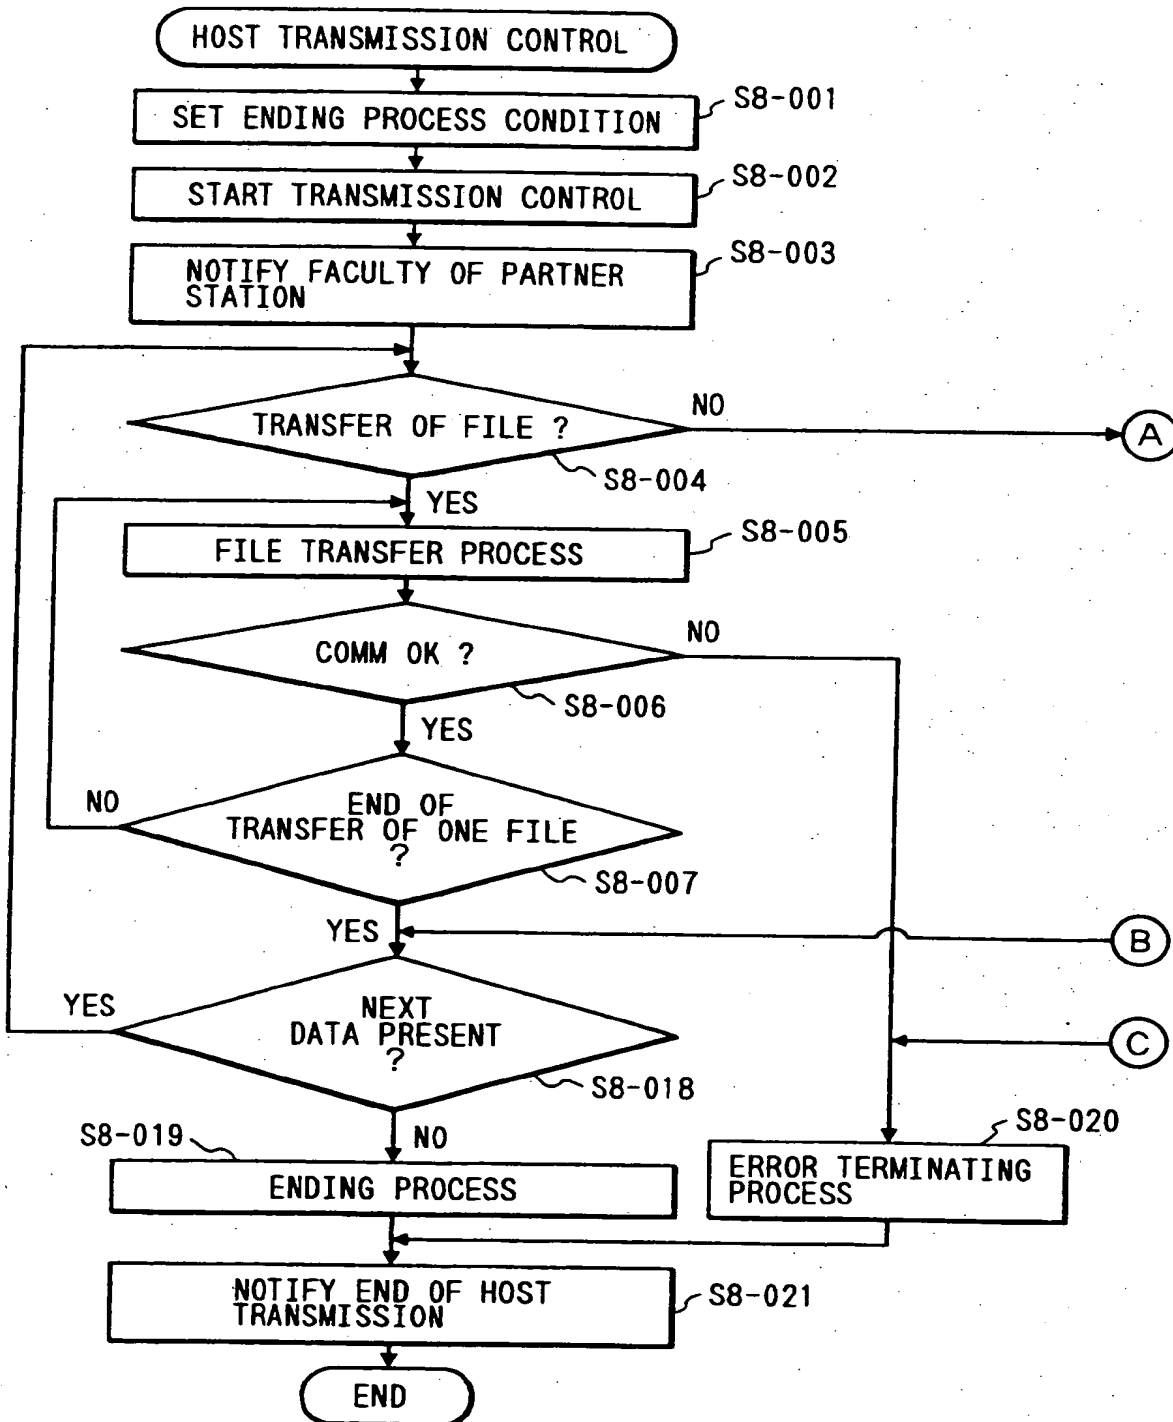 HOST TRANSMISSION CONTROL
SET ENDING PROCESS CONDITION
S8-001
START TRANSMISSION CONTROL
S8-002
NOTIFY FACULTY OF PARTNER
STATION
S8-003
TRANSFER OF FILE ?
NO
A
S8-004
YES
FILE TRANSFER PROCESS
S8-005
COMM OK ?
NO
S8-006
YES
END OF
TRANSFER OF ONE FILE
?
NO
S8-007
YES
B
NEXT
DATA PRESENT
?
YES
C
S8-018
NO
S8-019
ENDING PROCESS
S8-020
ERROR TERMINATING
PROCESS
NOTIFY END OF HOST
TRANSMISSION
S8-021
END